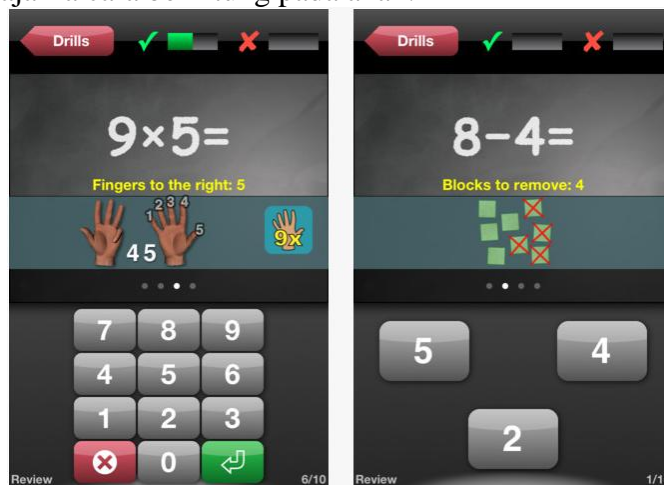 Drills
9×5=
Fingers to the right: 5
1 2 3 4
5
4 5
9x
7 8 9
4 5 6
1 2 3
0
Review
6/10
Drills
8-4=
Blocks to remove: 4
5
4
2
Review